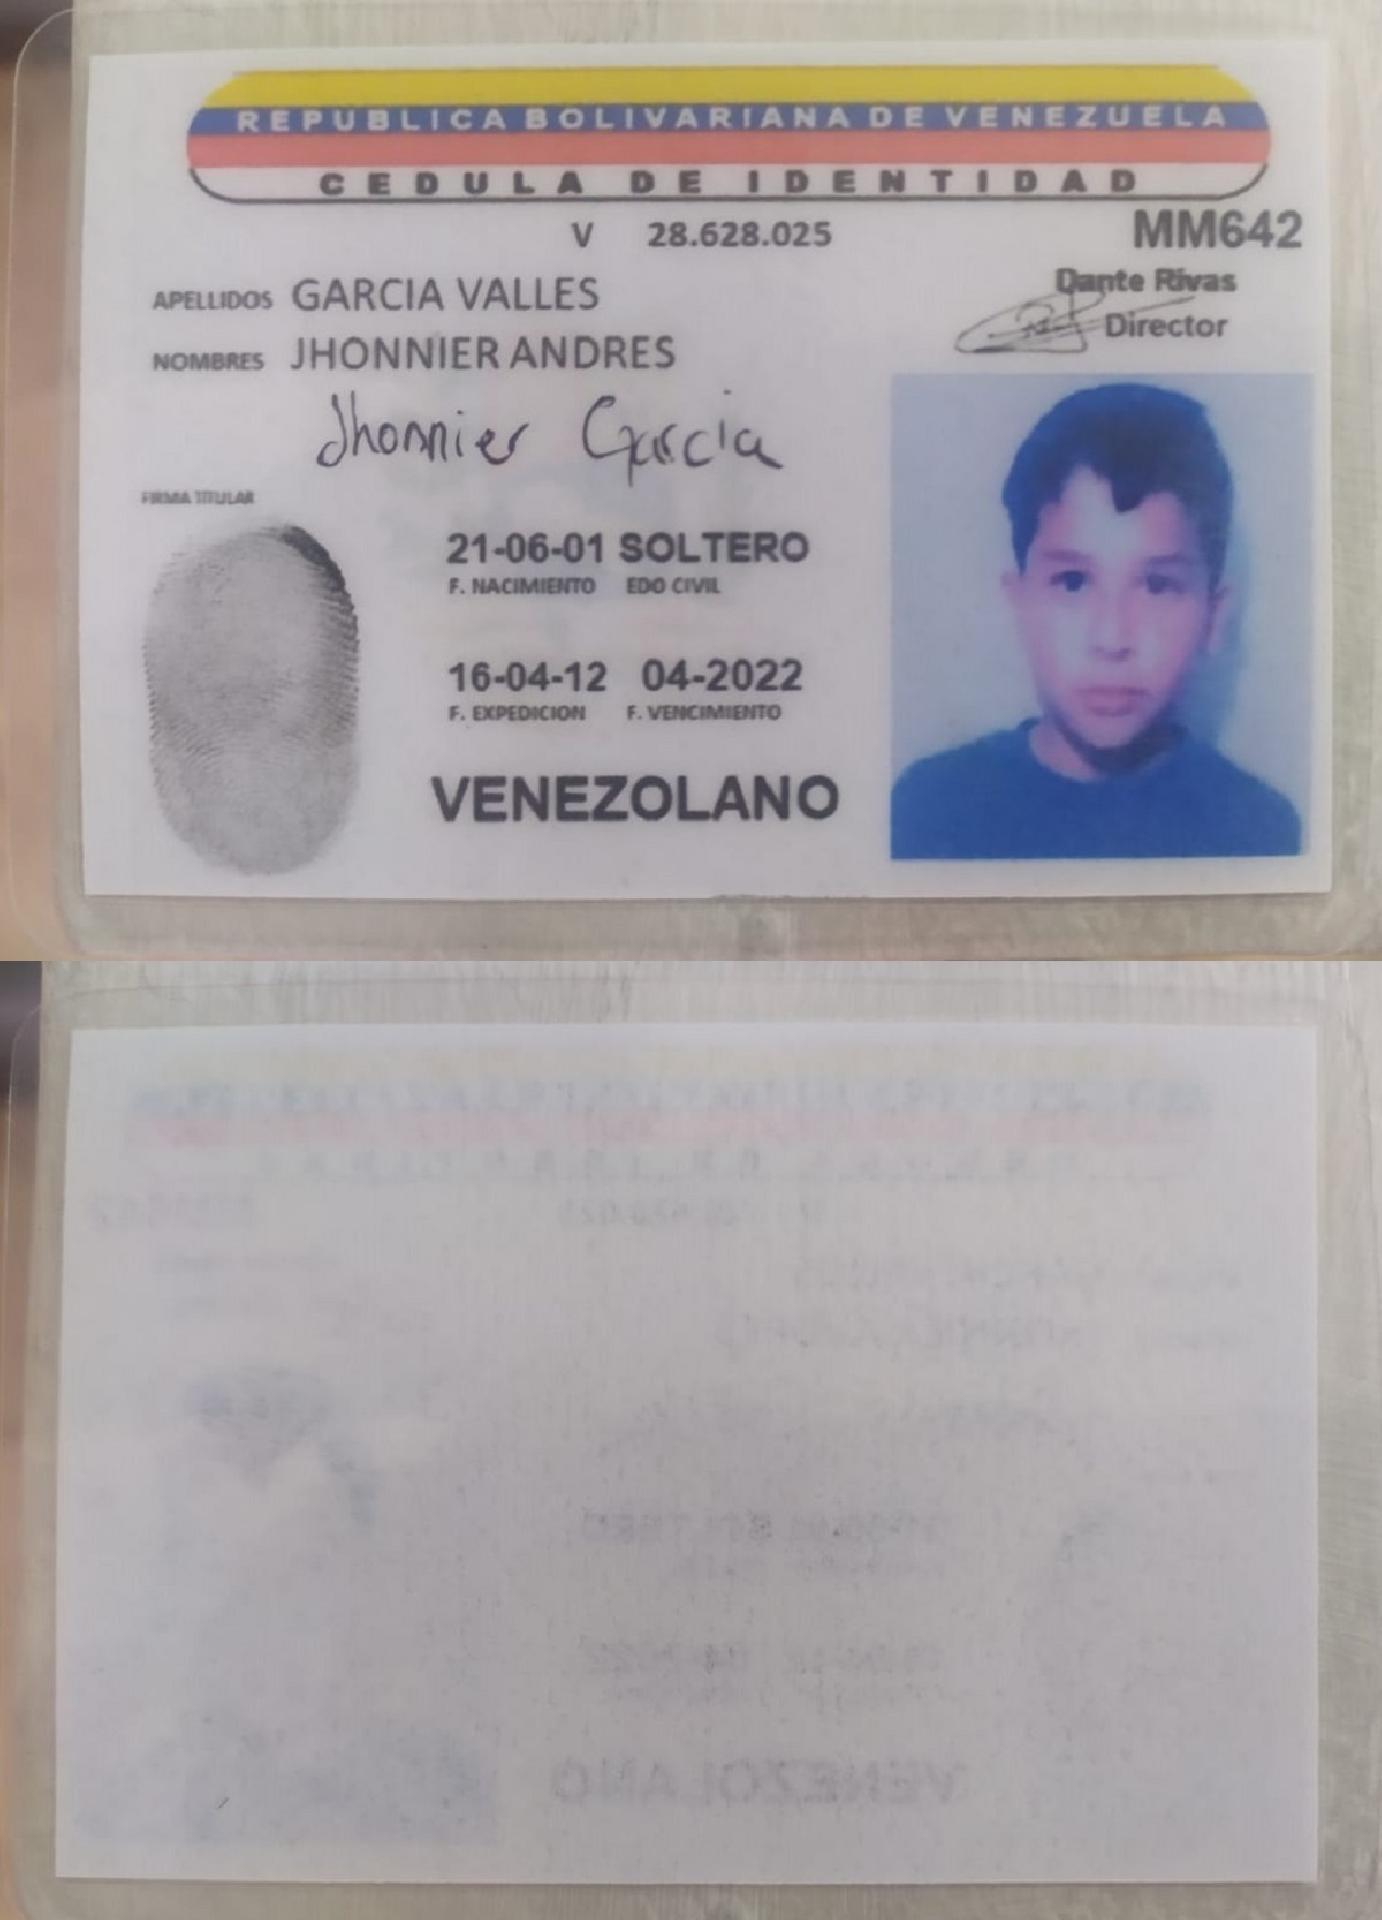 REPUBLICA BOLIVARIANA DE VENEZUELA
CEDULA DE IDENTIDAD
V 28.628.025
MM642
APELLIDOS GARCIA VALLES
Dante Rivas
Director
NOMBRES JHONNIER ANDRES
Jhonnier Garcia
FIRMA TITULAR
21-06-01 SOLTERO
F. NACIMIENTO EDO CIVIL
16-04-12 04-2022
F. EXPEDICION F. VENCIMIENTO
VENEZOLANO